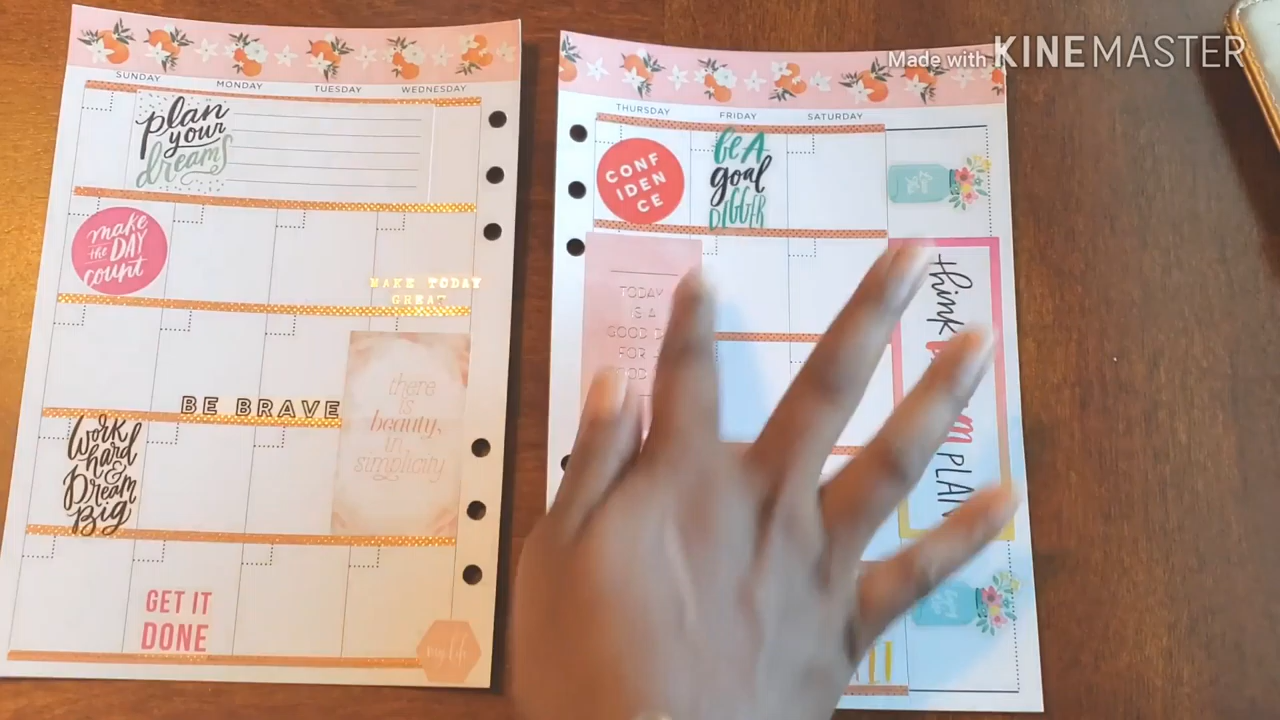 Made with KINEMASTER
SUNDAY
MONDAY
TUESDAY
WEDNESDAY
plan
your
dreams
make
the DAY
count
MAKE TODAY
GREAT
there
is
beauty
in
simplicity
BE BRAVE
work
hard
&
Dream
Big
GET IT
DONE
my life
THURSDAY
FRIDAY
SATURDAY
CONF
IDEN
CE
be A
goal
DIGGER
TODAY
IS A
GOOD
FOR
think
PLAN